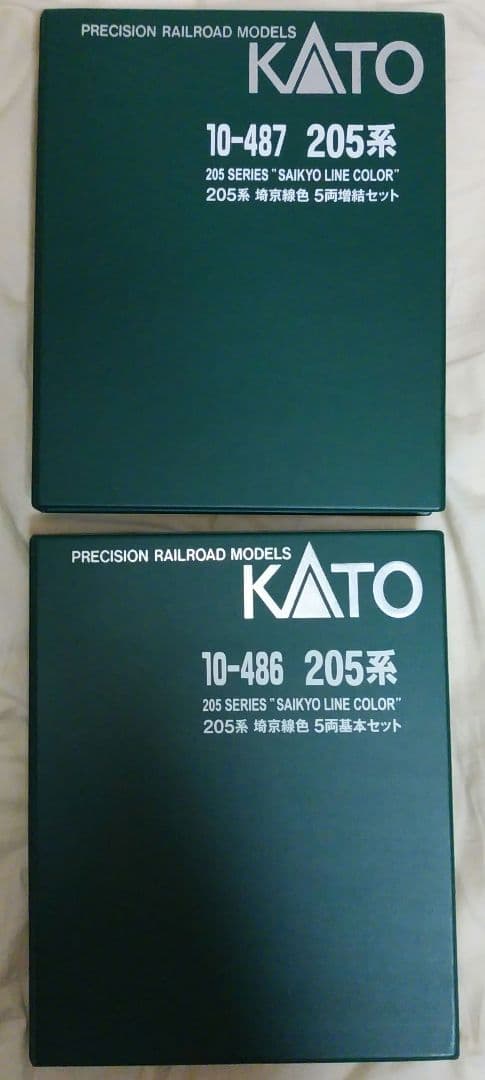 PRECISION RAILROAD MODELS
KATO
10-487 205系
205 SERIES "SAIKYO LINE COLOR"
205系 埼京線色 5両増結セット
PRECISION RAILROAD MODELS
KATO
10-486 205系
205 SERIES "SAIKYO LINE COLOR"
205系 埼京線色 5両基本セット